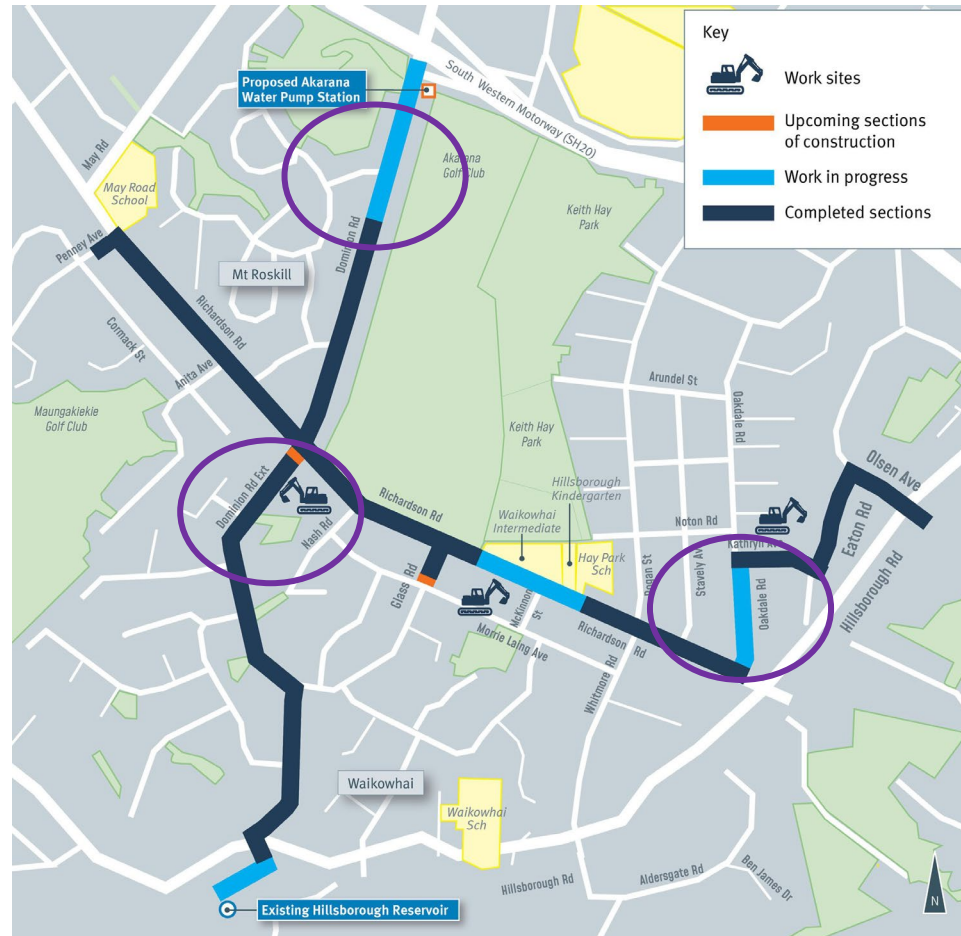 Key
Work sites
Upcoming sections
of construction
Work in progress
Completed sections
Proposed Akarana
Water Pump Station
South Western Motorway (SH20)
May Rd
May Road
School
Akarana
Golf Club
Keith Hay
Park
Dominion Rd
Penney Ave
Mt Roskill
Richardson Rd
Cormack St
Anita Ave
Arundel St
Oakdale Rd
Maungakiekie
Golf Club
Keith Hay
Park
Olsen Ave
Dominion Rd Ext
Hillsborough
Kindergarten
Richardson Rd
Waikowhai
Intermediate
Nash Rd
Noton Rd
Eaton Rd
Kathryn Ave
Hay Park
Sch
Stavely Ave
Glass Rd
McKinnon
St
Oakdale Rd
Hillsborough Rd
Richardson Rd
Morrie Laing Ave
Whitmore Rd
Waikowhai
Waikowhai
Sch
Hillsborough Rd
Aldersgate Rd
Ben James Dr
Existing Hillsborough Reservoir
N